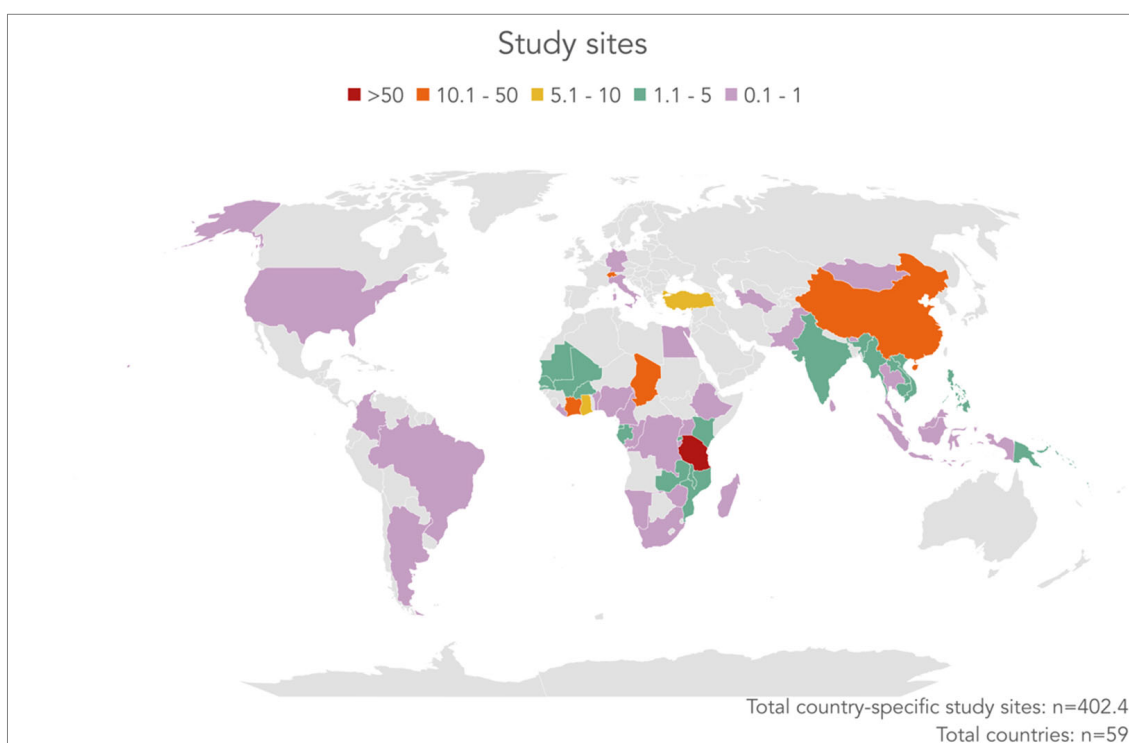 Study sites
>50 10.1 - 50 5.1 - 10 1.1 - 5 0.1 - 1
Total country-specific study sites: n=402.4
Total countries: n=59